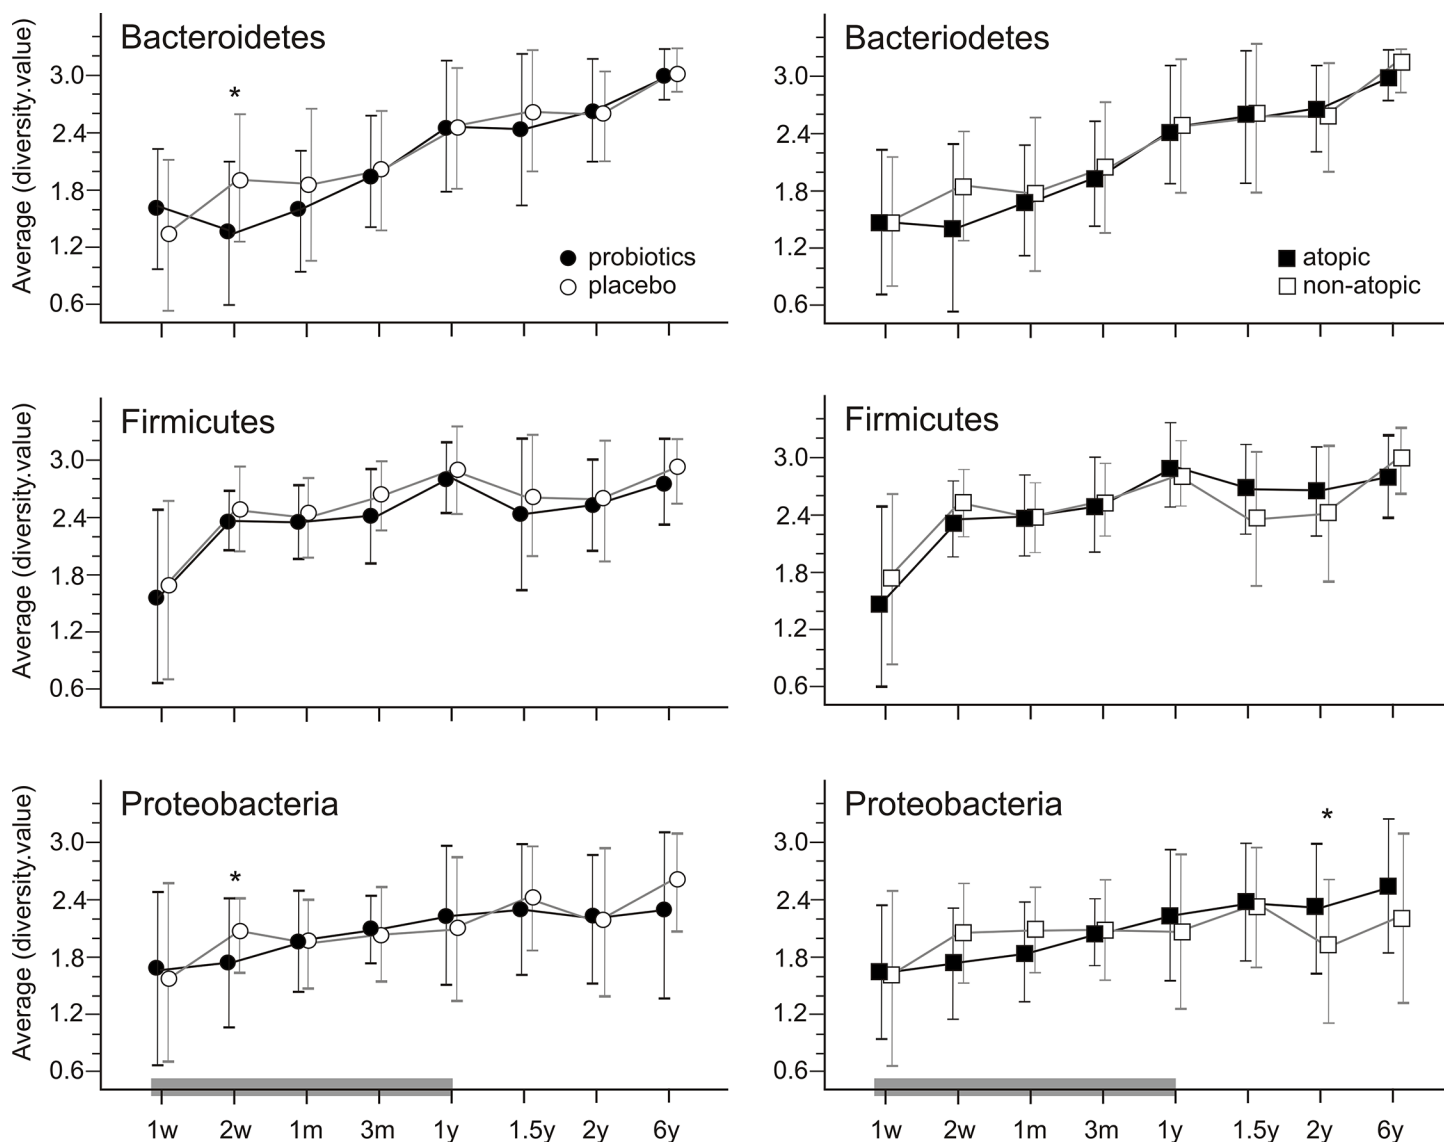 Bacteroidetes
Average (diversity.value)
3.0
2.4
1.8
1.2
0.6
*
probiotics
placebo
Bacteriodetes
3.0
2.4
1.8
1.2
0.6
atopic
non-atopic
Firmicutes
Average (diversity.value)
3.0
2.4
1.8
1.2
0.6
Firmicutes
3.0
2.4
1.8
1.2
0.6
Proteobacteria
Average (diversity.value)
3.0
2.4
1.8
1.2
0.6
*
1w 2w 1m 3m 1y 1.5y 2y 6y
Proteobacteria
3.0
2.4
1.8
1.2
0.6
*
1w 2w 1m 3m 1y 1.5y 2y 6y